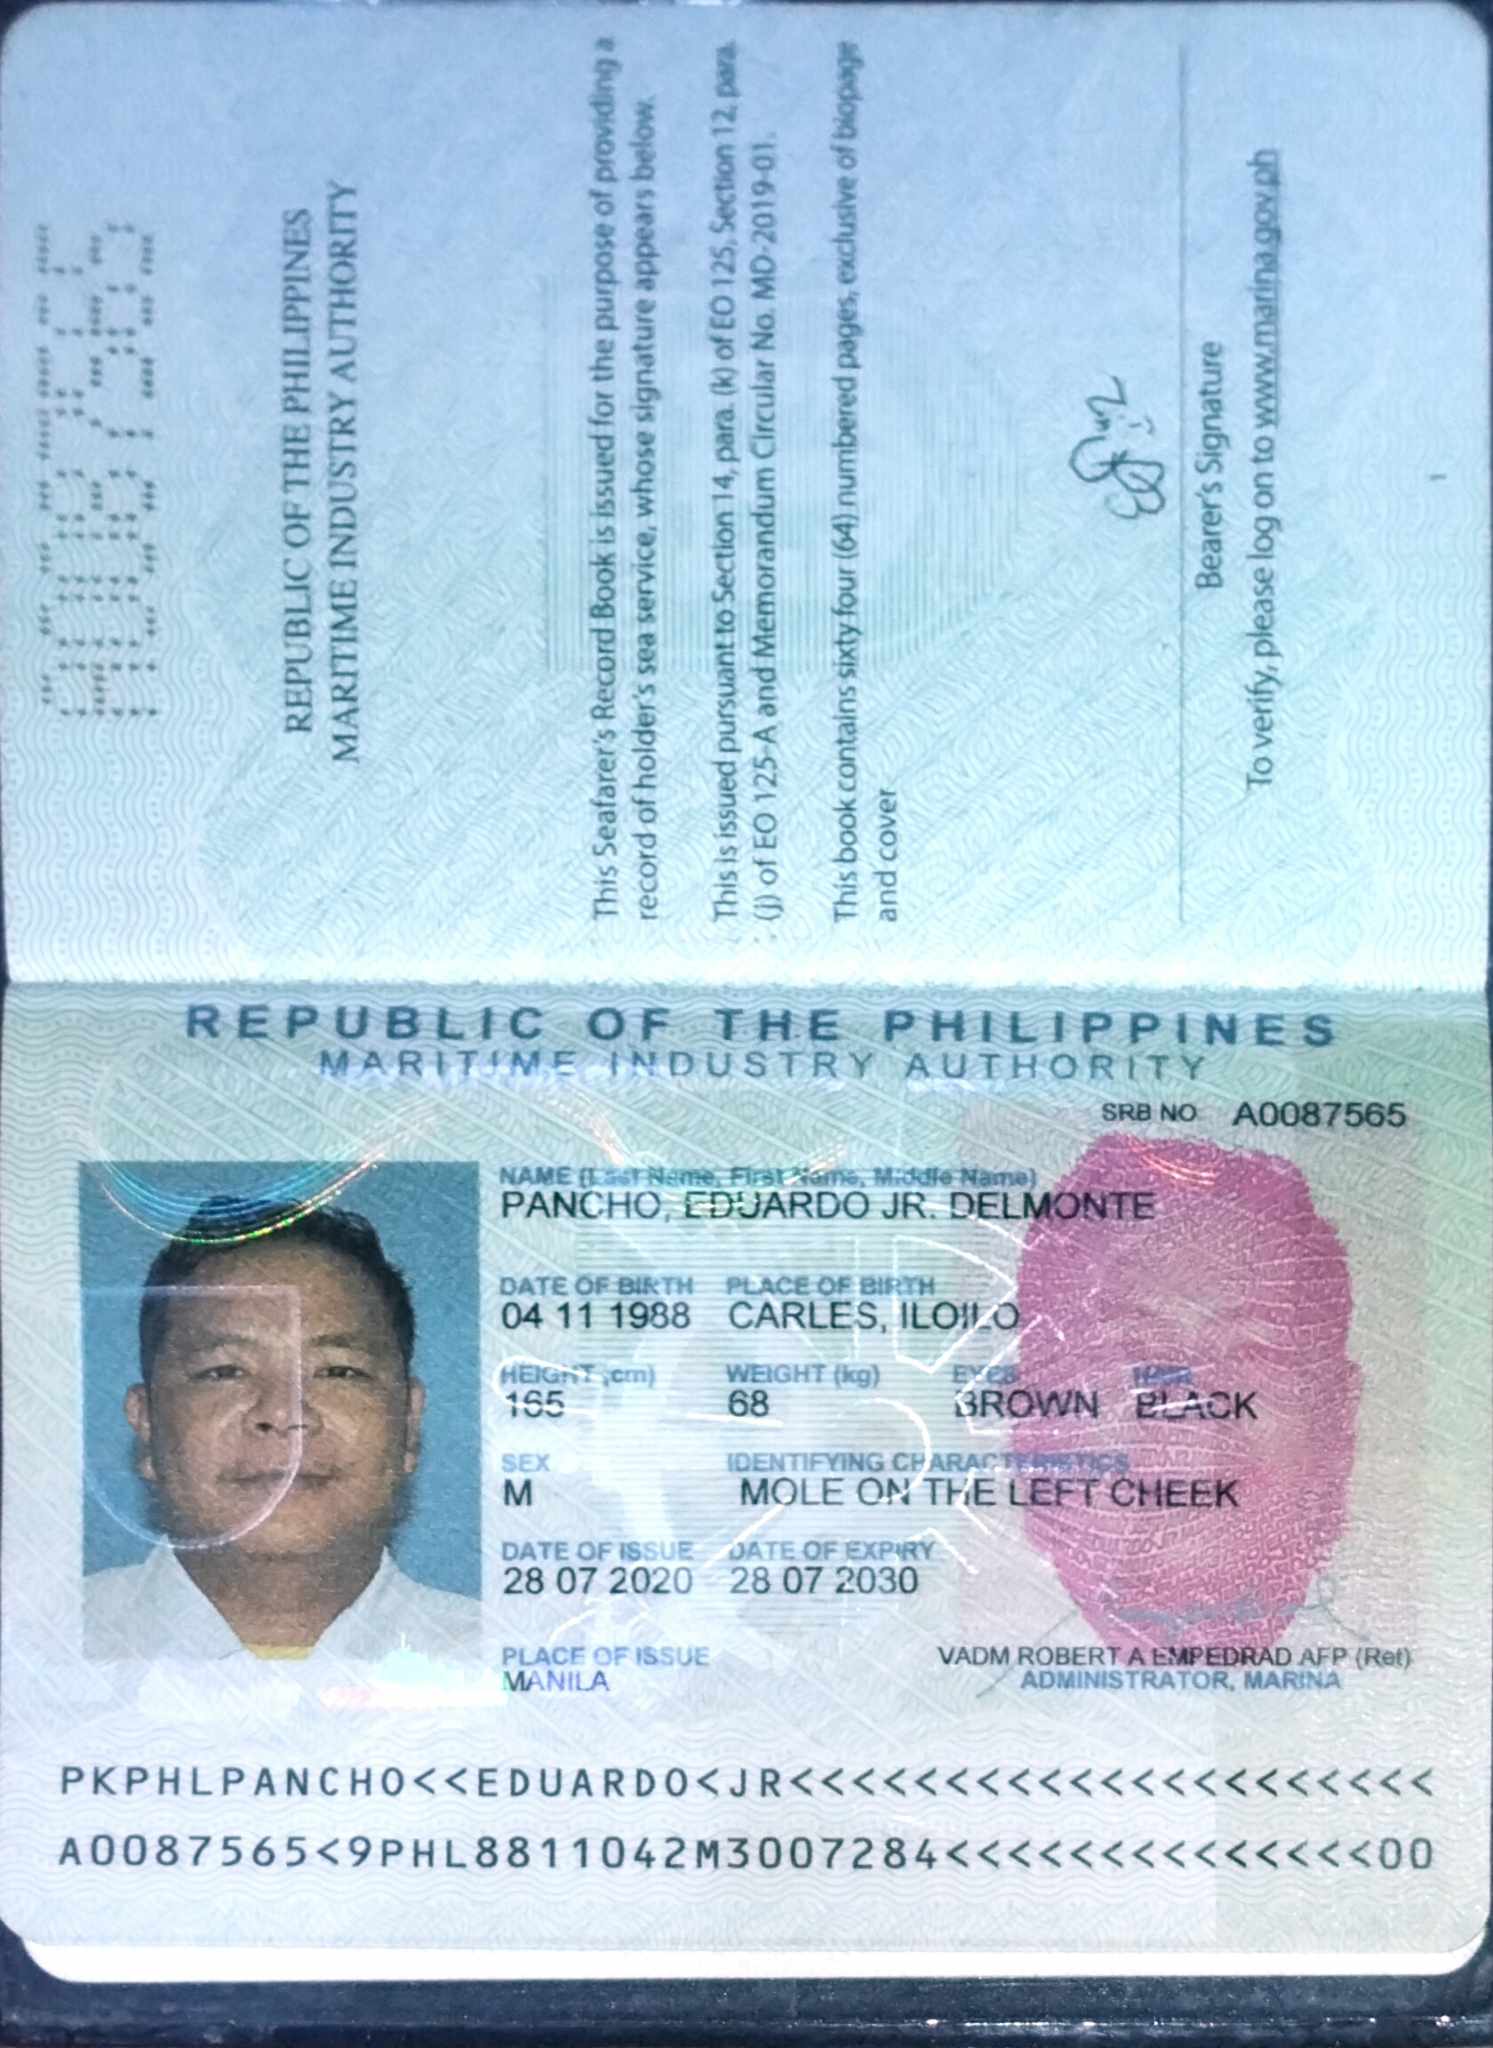 A0087565
REPUBLIC OF THE PHILIPPINES
MARITIME INDUSTRY AUTHORITY
This Seafarer's Record Book is issued for the purpose of providing a
record of holder's sea service, whose signature appears below.
This is issued pursuant to Section 14, para. (k) of EO 125, Section 12, para.
(j) of EO 125-A and Memorandum Circular No. MD-2019-01.
This book contains sixty four (64) numbered pages, exclusive of biopage
and cover
Bearer's Signature
To verify, please log on to www.marina.gov.ph
1
REPUBLIC OF THE PHILIPPINES
MARITIME INDUSTRY AUTHORITY
SRB NO A0087565
NAME (Last Name, First Name, Middle Name)
PANCHO, EDUARDO JR. DELMONTE
DATE OF BIRTH PLACE OF BIRTH
04 11 1988 CARLES, ILOILO
HEIGHT (cm) WEIGHT (kg) EYES HAIR
165 68 BROWN BLACK
SEX IDENTIFYING CHARACTERISTICS
M MOLE ON THE LEFT CHEEK
DATE OF ISSUE DATE OF EXPIRY
28 07 2020 28 07 2030
PLACE OF ISSUE VADM ROBERT A EMPEDRAD AFP (Ret)
MANILA ADMINISTRATOR, MARINA
PKPHLPANCHO<<EDUARDO<JR<<<<<<<<<<<<<<<<<<<<<
A0087565<9PHL8811042M3007284<<<<<<<<<<<<<<00